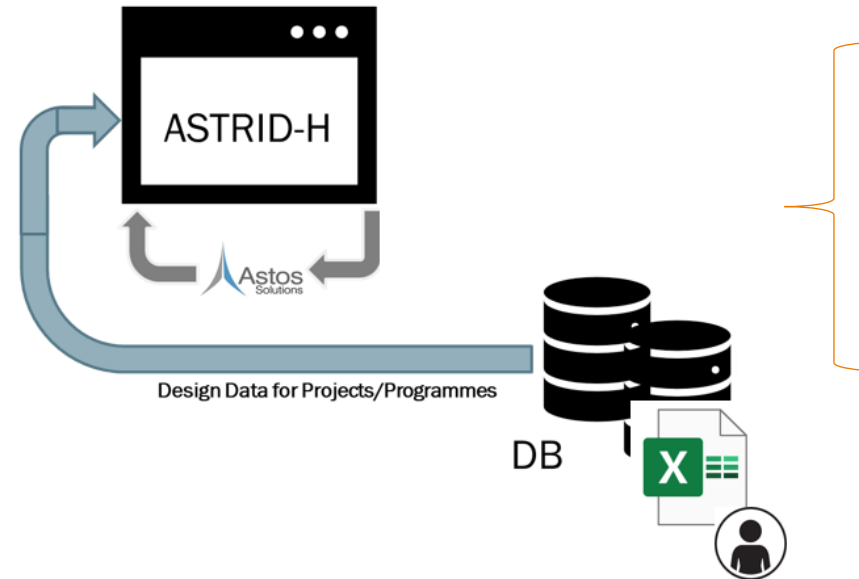 ASTRID-H
Astos
Solutions
Design Data for Projects/Programmes
DB
X